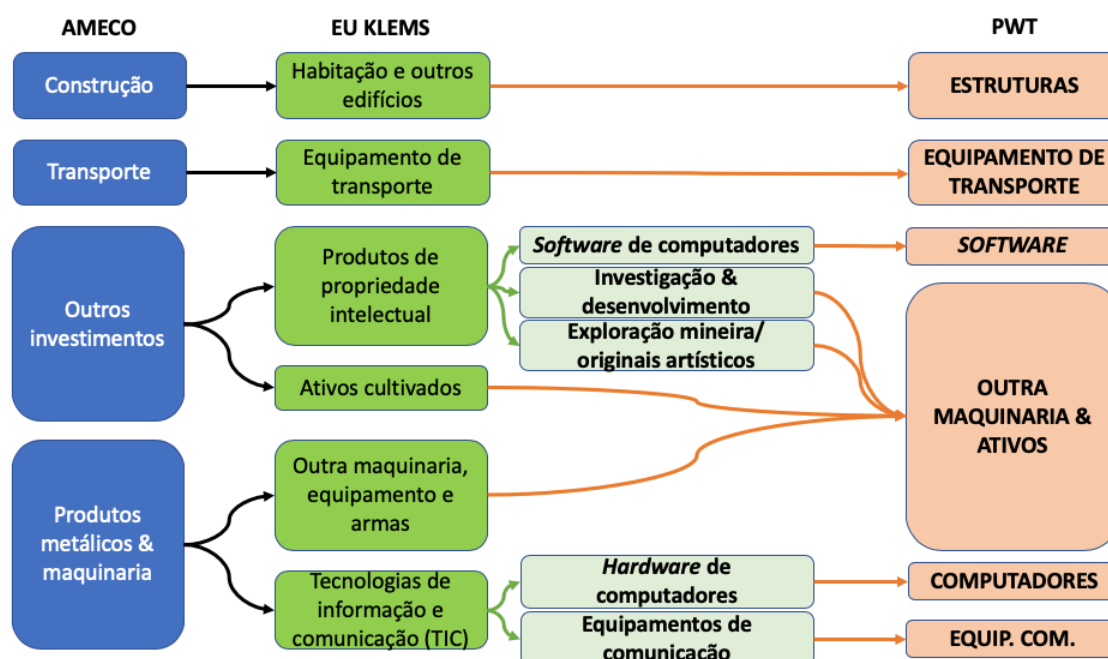 AMECO
EU KLEMS
PWT
Construção
Habitação e outros
edifícios
ESTRUTURAS
Transporte
Equipamento de
transporte
EQUIPAMENTO DE
TRANSPORTE
Outros
investimentos
Produtos de
propriedade
intelectual
Software de computadores
Investigação &
desenvolvimento
Exploração mineira/
originais artísticos
SOFTWARE
Ativos cultivados
OUTRA
MAQUINARIA &
ATIVOS
Produtos
metálicos &
maquinaria
Outra maquinaria,
equipamento e
armas
Tecnologias de
informação e
comunicação (TIC)
Hardware de
computadores
Equipamentos de
comunicação
COMPUTADORES
EQUIP. COM.